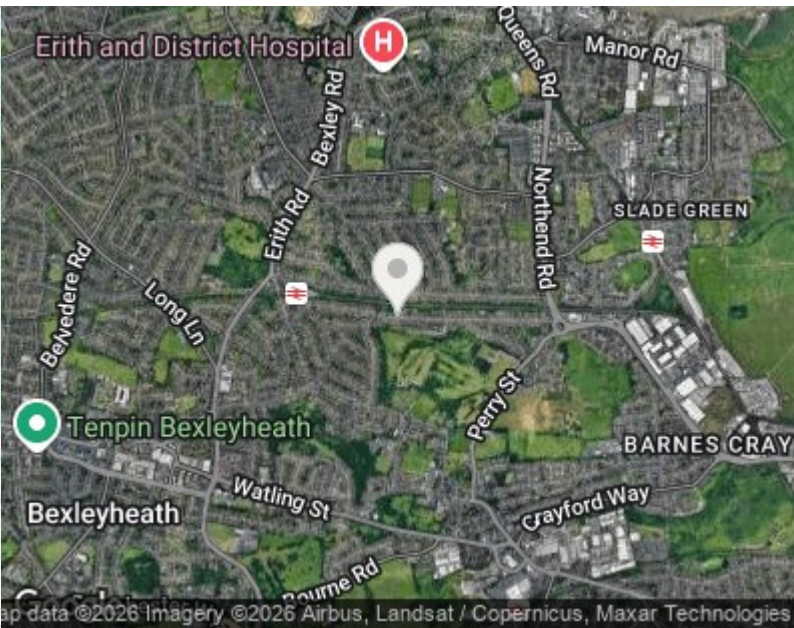 Erith and District Hospital
H
Queens Rd
Manor Rd
Bexley Rd
Erith Rd
Northend Rd
SLADE GREEN
Belvedere Rd
Long Ln
Perry St
Tenpin Bexleyheath
BARNES CRAY
Watling St
Crayford Way
Bexleyheath
Bourne Rd
ap data ©2026 Imagery ©2026 Airbus, Landsat / Copernicus, Maxar Technologies